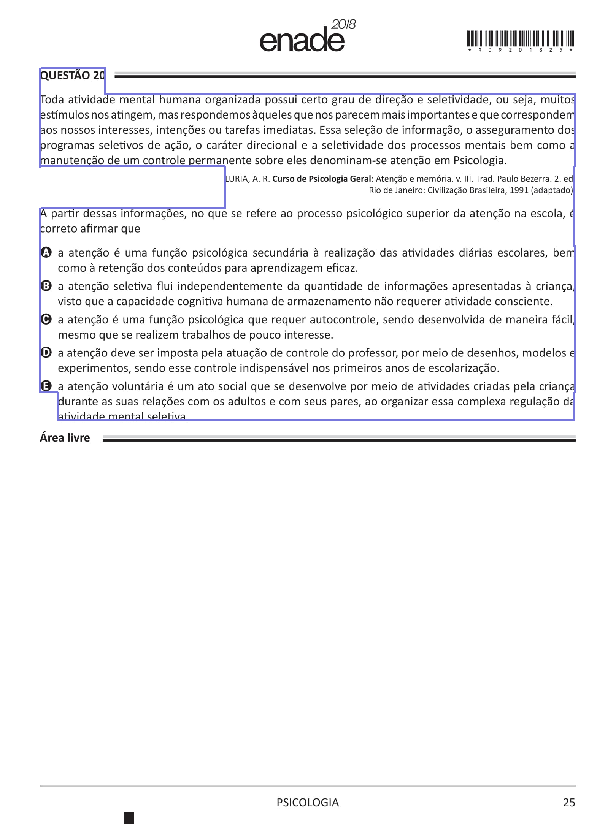 enade 2018
*R2520182529*
QUESTÃO 20
Toda atividade mental humana organizada possui certo grau de direção e seletividade, ou seja, muitos
estímulos nos atingem, mas respondemos àqueles que nos parecem mais importantes e que correspondem
aos nossos interesses, intenções ou tarefas imediatas. Essa seleção de informação, o asseguramento dos
programas seletivos de ação, o caráter direcional e a seletividade dos processos mentais bem como a
manutenção de um controle permanente sobre eles denominam-se atenção em Psicologia.
LURIA, A. R. Curso de Psicologia Geral: Atenção e memória. v. III. Trad. Paulo Bezerra. 2. ed.
Rio de Janeiro: Civilização Brasileira, 1991 (adaptado).
A partir dessas informações, no que se refere ao processo psicológico superior da atenção na escola, é
correto afirmar que
A a atenção é uma função psicológica secundária à realização das atividades diárias escolares, bem
como à retenção dos conteúdos para aprendizagem eficaz.
B a atenção seletiva flui independentemente da quantidade de informações apresentadas à criança,
visto que a capacidade cognitiva humana de armazenamento não requerer atividade consciente.
C a atenção é uma função psicológica que requer autocontrole, sendo desenvolvida de maneira fácil,
mesmo que se realizem trabalhos de pouco interesse.
D a atenção deve ser imposta pela atuação de controle do professor, por meio de desenhos, modelos e
experimentos, sendo esse controle indispensável nos primeiros anos de escolarização.
E a atenção voluntária é um ato social que se desenvolve por meio de atividades criadas pela criança
durante as suas relações com os adultos e com seus pares, ao organizar essa complexa regulação da
atividade mental seletiva.
Área livre
PSICOLOGIA
25